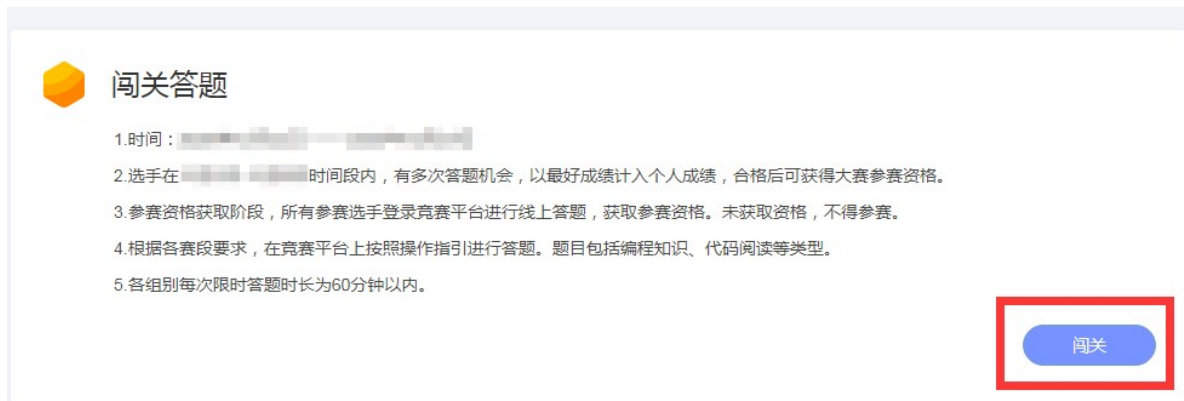 闯关答题
1.时间：
2.选手在 时间段内，有多次答题机会，以最好成绩计入个人成绩，合格后可获得大赛参赛资格。
3.参赛资格获取阶段，所有参赛选手登录竞赛平台进行线上答题，获取参赛资格。未获取资格，不得参赛。
4.根据各赛段要求，在竞赛平台上按照操作指引进行答题。题目包括编程知识、代码阅读等类型。
5.各组别每次限时答题时长为60分钟以内。
闯关